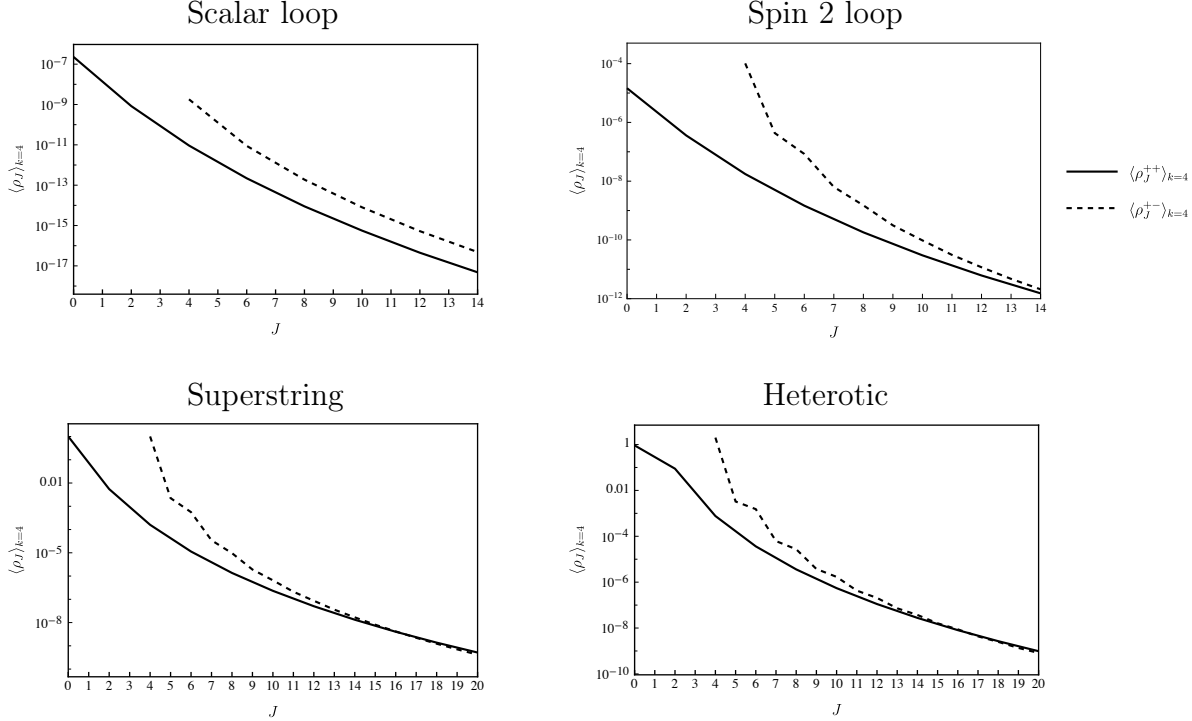 Scalar loop
⟨ρ_J⟩_{k=4}
10^{-7}
10^{-9}
10^{-11}
10^{-13}
10^{-15}
10^{-17}
0 1 2 3 4 5 6 7 8 9 10 11 12 13 14
J
Spin 2 loop
⟨ρ_J⟩_{k=4}
10^{-4}
10^{-6}
10^{-8}
10^{-10}
10^{-12}
0 1 2 3 4 5 6 7 8 9 10 11 12 13 14
J
⟨ρ_J^{++}⟩_{k=4}
⟨ρ_J^{+-}⟩_{k=4}
Superstring
⟨ρ_J⟩_{k=4}
0.01
10^{-5}
10^{-8}
0 1 2 3 4 5 6 7 8 9 10 11 12 13 14 15 16 17 18 19 20
J
Heterotic
⟨ρ_J⟩_{k=4}
1
0.01
10^{-4}
10^{-6}
10^{-8}
10^{-10}
0 1 2 3 4 5 6 7 8 9 10 11 12 13 14 15 16 17 18 19 20
J